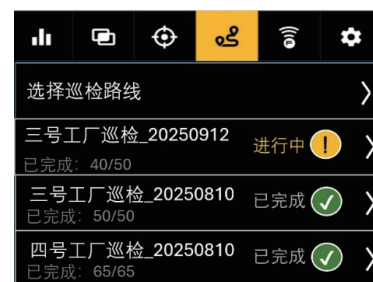 选择巡检路线
三号工厂巡检_20250912
进行中
已完成: 40/50
三号工厂巡检_20250810
已完成
已完成: 50/50
四号工厂巡检_20250810
已完成
已完成: 65/65